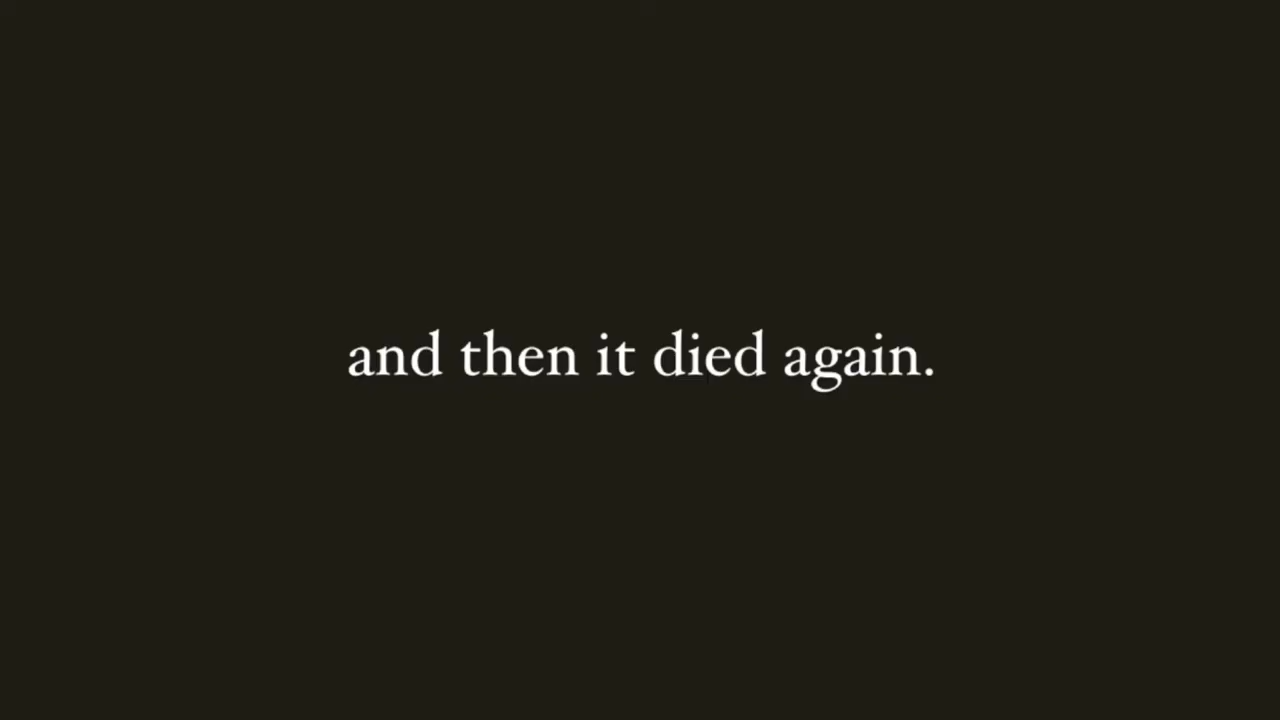 and then it died again.